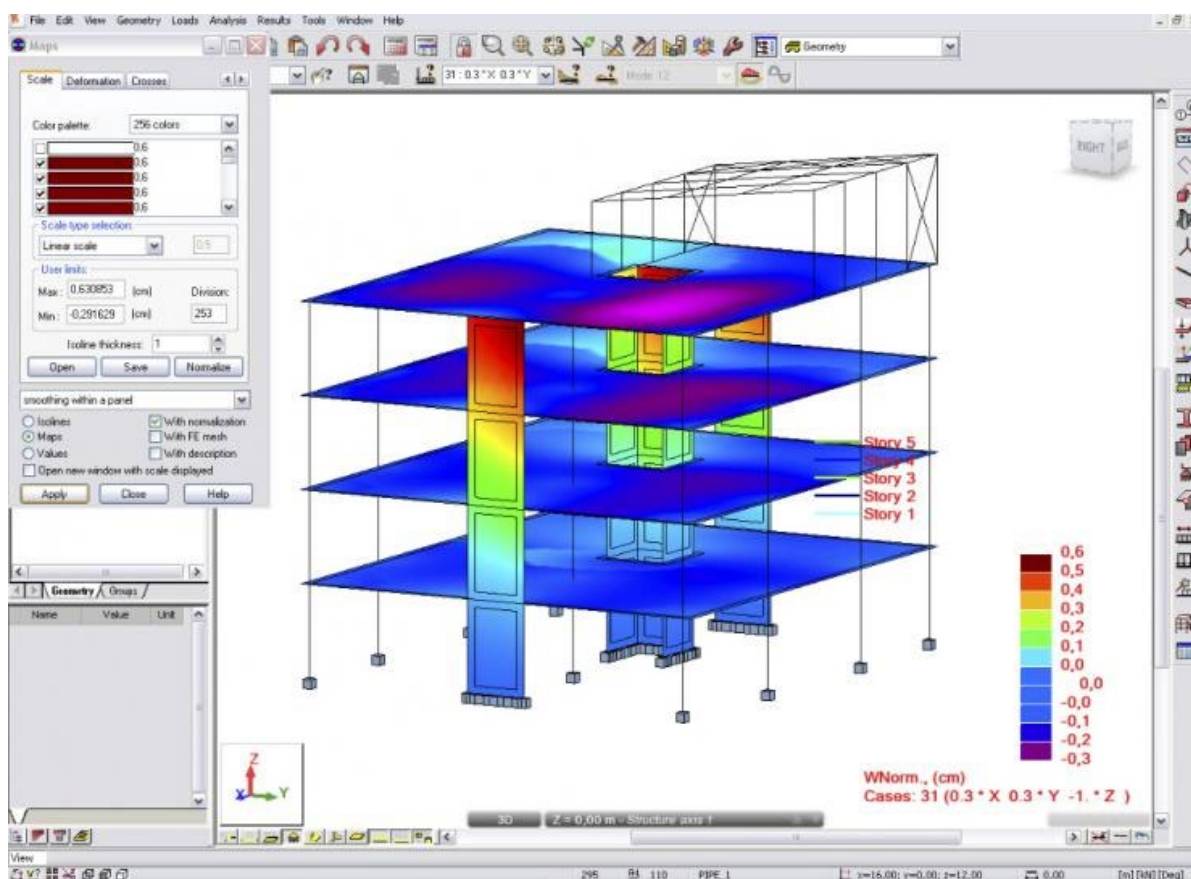 File Edit View Geometry Loads Analysis Results Tools Window Help
Maps
Geometry
Scale Deformation Crosses
31 : 0.3 * X 0.3 * Y
Mode 12
Color palette: 256 colors
0,6
0,6
0,6
0,6
0,6
Scale type selection:
Linear scale 0.5
User limits:
Max : 0,630853 (cm) Division:
Min : -0,291629 (cm) 253
Isoline thickness: 1
Open Save Normalize
smoothing within a panel
Isolines With normalization
Maps With FE mesh
Values With description
Open new window with scale displayed
Apply Close Help
RIGHT
Story 5
Story 4
Story 3
Story 2
Story 1
Geometry Groups
Name Value Unit
0,6
0,5
0,4
0,3
0,2
0,1
0,0
0,0
-0,0
-0,1
-0,2
-0,3
WNorm., (cm)
Cases: 31 (0.3 * X 0.3 * Y -1. * Z )
Z
X Y
3D Z = 0,00 m - Structure axis 1
View
295 110 PIPE_1 x=16.00; y=0.00; z=12.00 0.00 [m] [kN] [Deg]